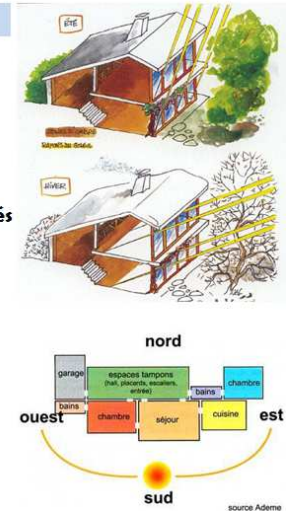 ÉTÉ
HIVER
és
nord
garage
espaces tampons
(hall, placards, escaliers,
entrée)
chambre
bains
bains
chambre
séjour
cuisine
ouest
est
sud
source Ademe